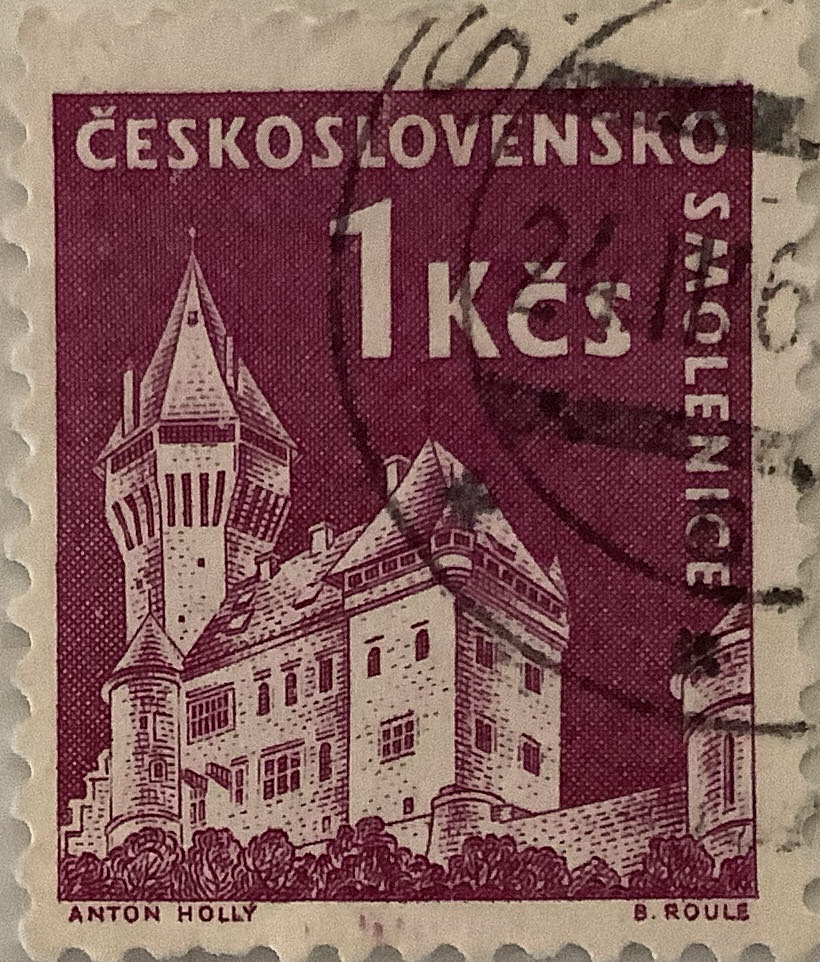 ČESKOSLOVENSKO
1 Kčs
SMOLENICE
ANTON HOLLÝ
B. ROULE